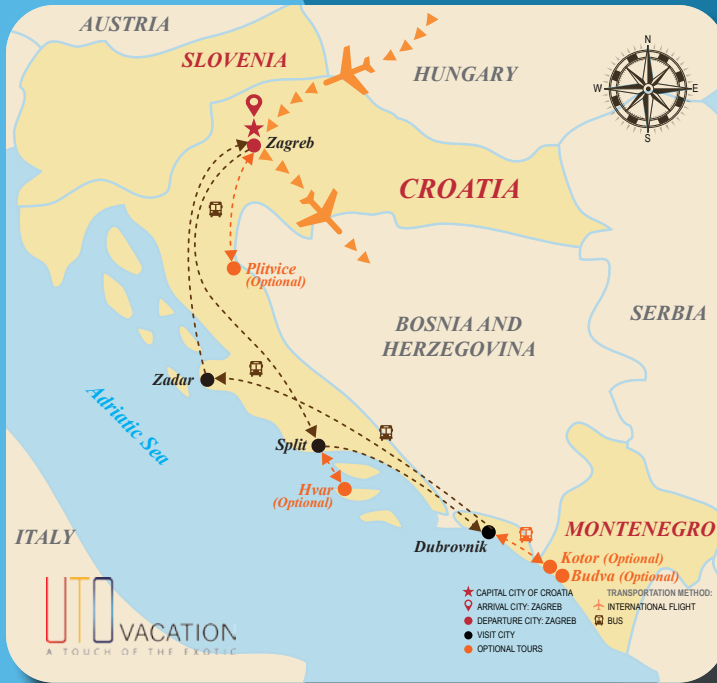 AUSTRIA
SLOVENIA
HUNGARY
N
W
E
S
Zagreb
CROATIA
Plitvice
(Optional)
BOSNIA AND
HERZEGOVINA
SERBIA
Zadar
Adriatic Sea
Split
Hvar
(Optional)
ITALY
Dubrovnik
MONTENEGRO
Kotor (Optional)
Budva (Optional)
CAPITAL CITY OF CROATIA
ARRIVAL CITY: ZAGREB
DEPARTURE CITY: ZAGREB
VISIT CITY
OPTIONAL TOURS
TRANSPORTATION METHOD:
INTERNATIONAL FLIGHT
BUS
UTO VACATION
A TOUCH OF THE EXOTIC